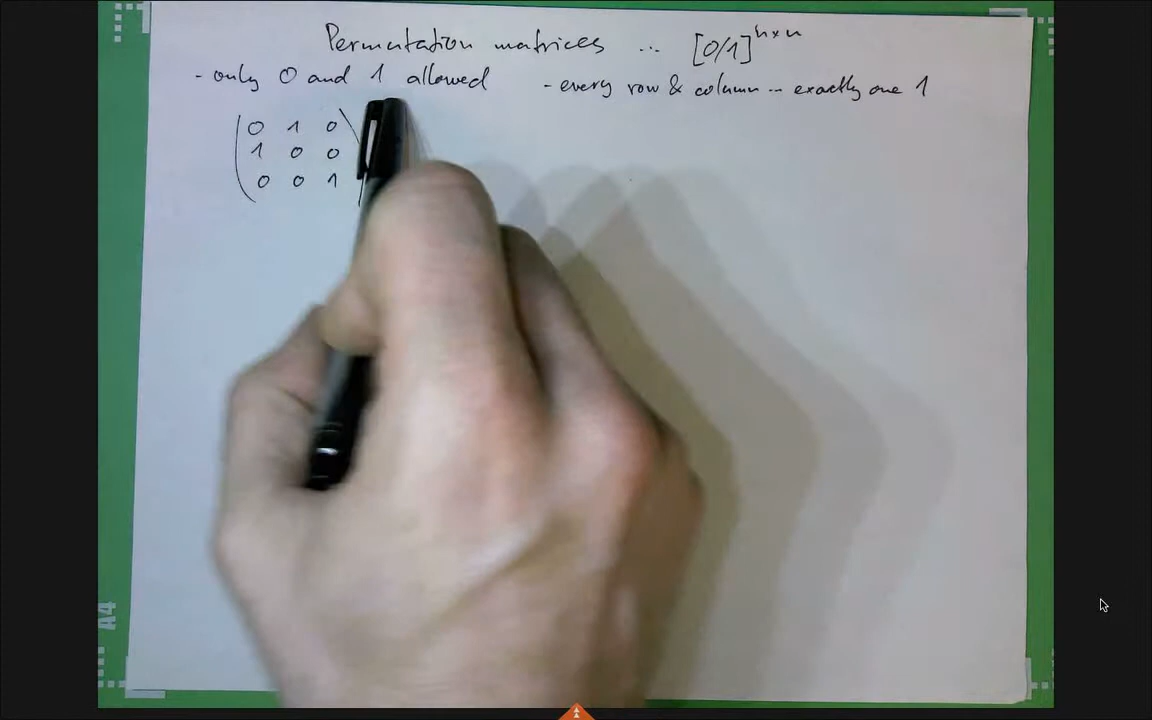 Permutation matrices ... [0/1]^{n×n}
- only 0 and 1 allowed - every row & column -- exactly one 1
0 1 0
1 0 0
0 0 1
A4